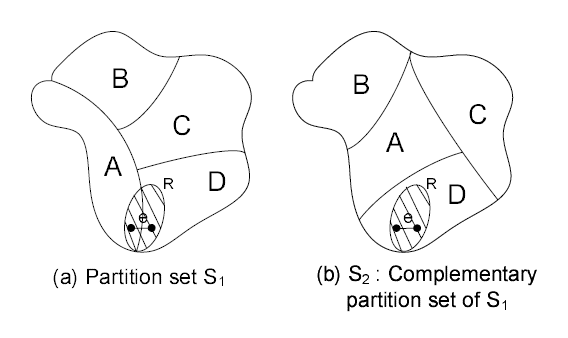 B
C
A
D
R
e
(a) Partition set S₁
B
C
A
D
R
e
(b) S₂ : Complementary
partition set of S₁